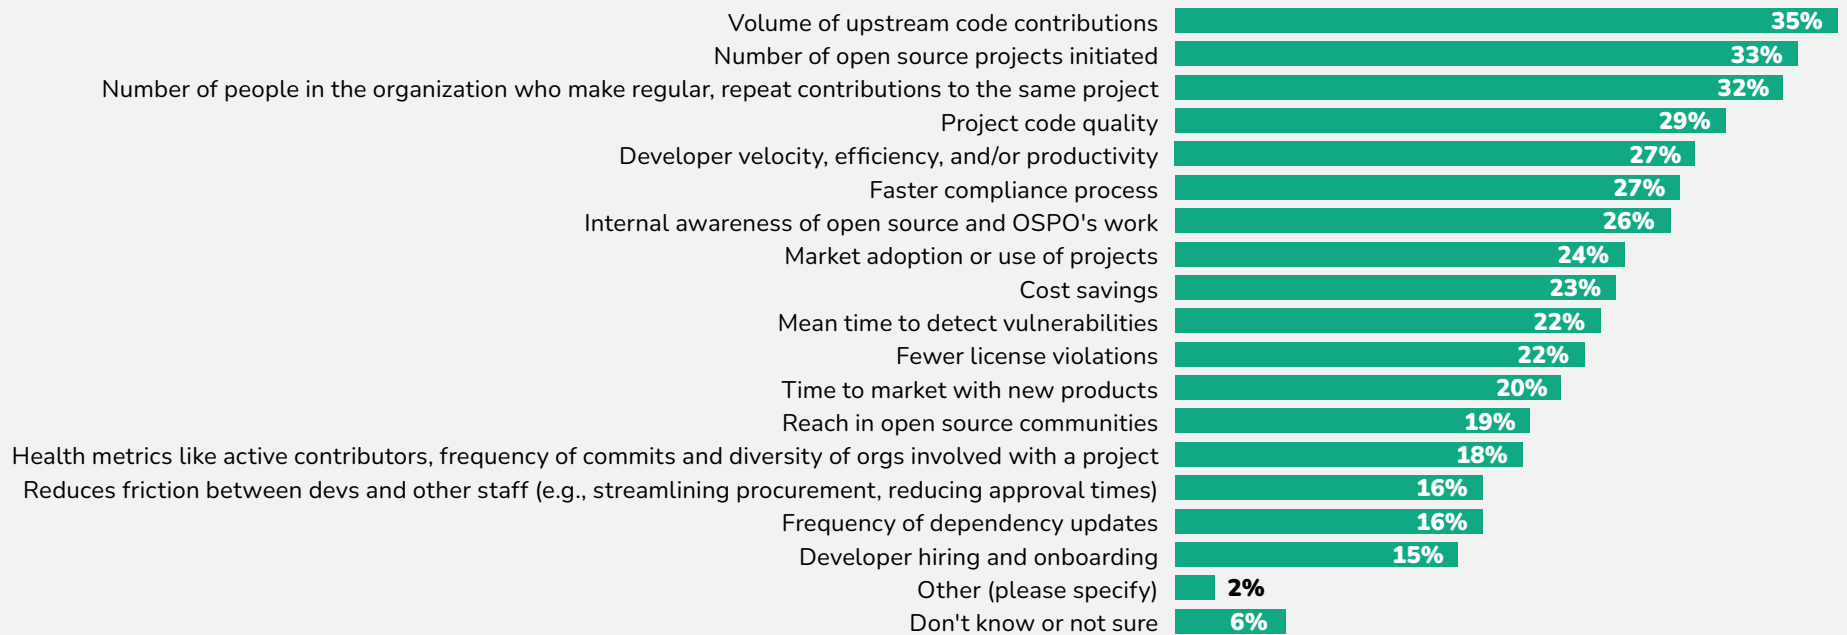 Volume of upstream code contributions 35%
Number of open source projects initiated 33%
Number of people in the organization who make regular, repeat contributions to the same project 32%
Project code quality 29%
Developer velocity, efficiency, and/or productivity 27%
Faster compliance process 27%
Internal awareness of open source and OSPO's work 26%
Market adoption or use of projects 24%
Cost savings 23%
Mean time to detect vulnerabilities 22%
Fewer license violations 22%
Time to market with new products 20%
Reach in open source communities 19%
Health metrics like active contributors, frequency of commits and diversity of orgs involved with a project 18%
Reduces friction between devs and other staff (e.g., streamlining procurement, reducing approval times) 16%
Frequency of dependency updates 16%
Developer hiring and onboarding 15%
Other (please specify) 2%
Don't know or not sure 6%